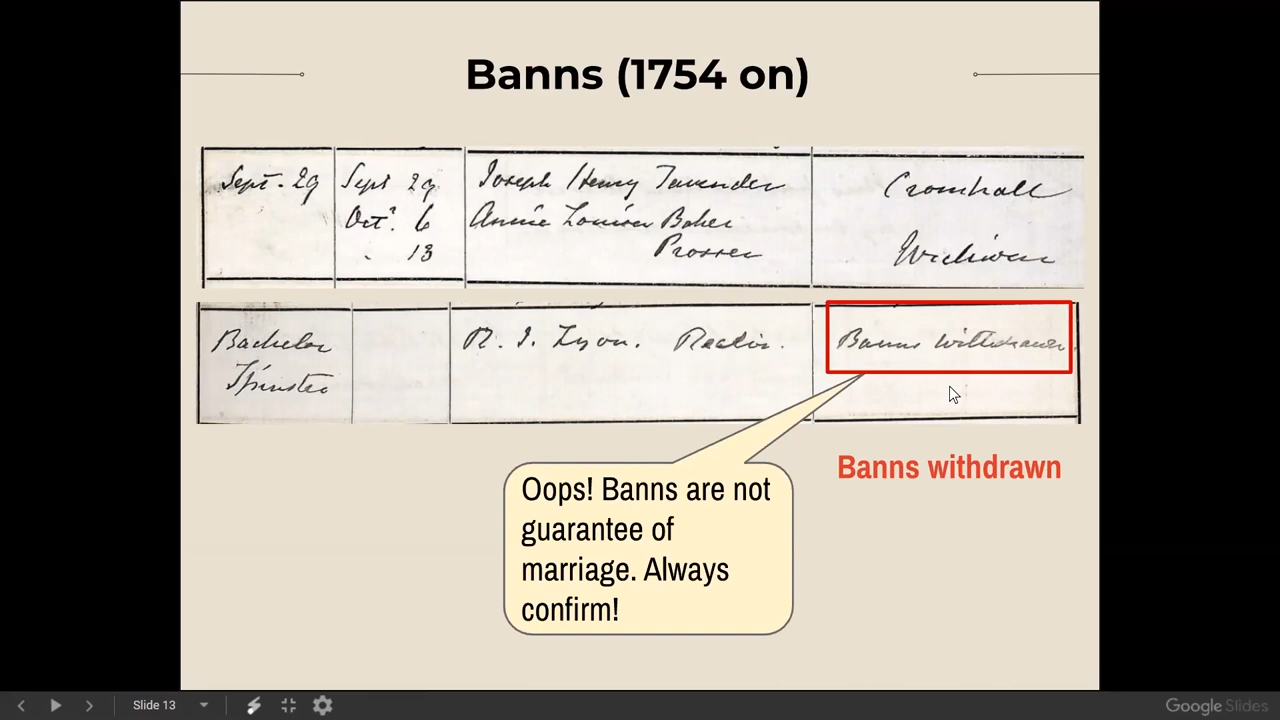 Banns (1754 on)
Sept. 29
Sept 29
Oct. 6
13
Joseph Henry Tavender
Annie Louisa Baker
Prosser
Cromhall
Wickwar
Bachelor
Spinster
Lyon. Rector.
Banns withdrawn.
Banns withdrawn
Oops! Banns are not
guarantee of
marriage. Always
confirm!
Slide 13
Google Slides